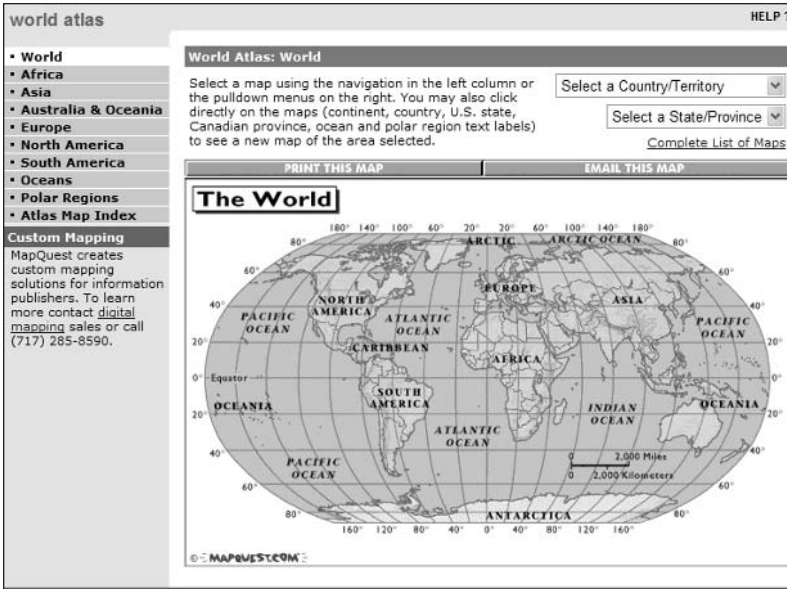 world atlas
HELP ?
• World
• Africa
• Asia
• Australia & Oceania
• Europe
• North America
• South America
• Oceans
• Polar Regions
• Atlas Map Index
Custom Mapping
MapQuest creates
custom mapping
solutions for information
publishers. To learn
more contact digital
mapping sales or call
(717) 285-8590.
World Atlas: World
Select a map using the navigation in the left column or
the pulldown menus on the right. You may also click
directly on the maps (continent, country, U.S. state,
Canadian province, ocean and polar region text labels)
to see a new map of the area selected.
Select a Country/Territory
Select a State/Province
Complete List of Maps
PRINT THIS MAP
EMAIL THIS MAP
The World
180° 140° 100° 60° 20° 20° 60° 100° 140° 180°
80° ARCTIC ARCTIC OCEAN 80°
60° 60°
EUROPE
NORTH
AMERICA
ASIA
40° 40°
PACIFIC
OCEAN
ATLANTIC
OCEAN
PACIFIC
OCEAN
20° 20°
CARIBBEAN
AFRICA
0° Equator 0°
SOUTH
AMERICA
OCEANIA
INDIAN
OCEAN
OCEANIA
20° 20°
ATLANTIC
OCEAN
40° 40°
0 2,000 Miles
0 2,000 Kilometers
PACIFIC
OCEAN
60° 60°
80° ANTARCTICA 80°
160° 120° 80° 40° 0° 40° 80° 120° 160°
© MAPQUEST.COM